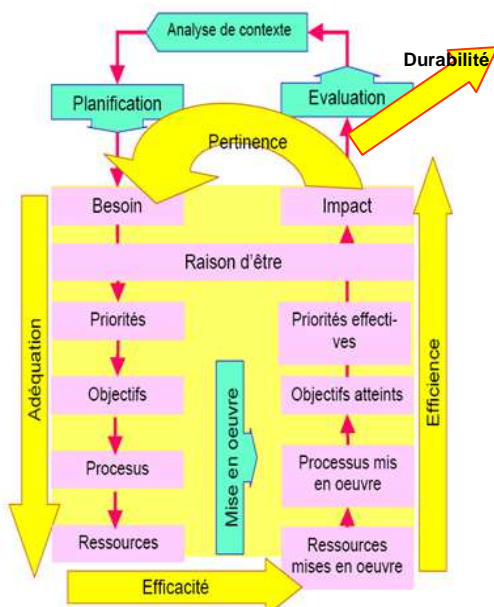 Analyse de contexte
Durabilité
Planification
Evaluation
Pertinence
Besoin
Impact
Raison d'être
Priorités
Priorités effecti-
ves
Adéquation
Efficience
Objectifs
Objectifs atteints
Mise en oeuvre
Procesus
Processus mis
en oeuvre
Ressources
Ressources
mises en oeuvre
Efficacité